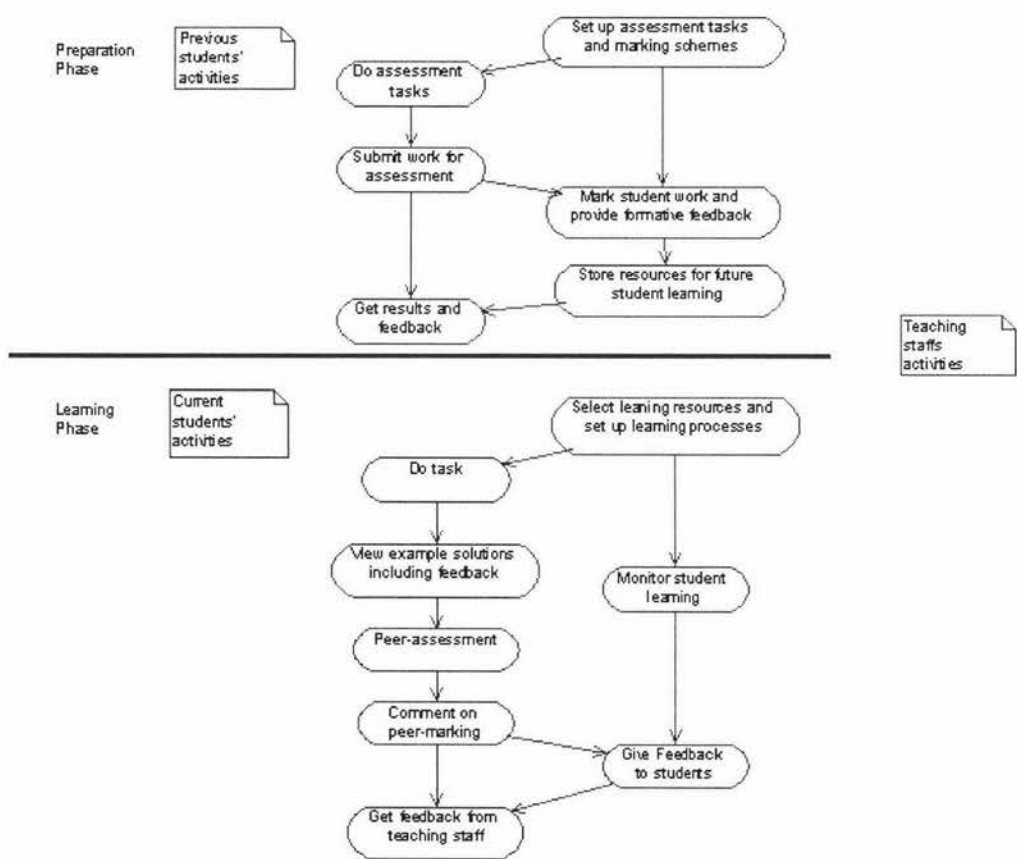 Preparation
Phase
Previous
students'
activities
Set up assessment tasks
and marking schemes
Do assessment
tasks
Submit work for
assessment
Mark student work and
provide formative feedback
Store resources for future
student learning
Get results and
feedback
Teaching
staffs
activities
Learning
Phase
Current
students'
activities
Select leaning resources and
set up learning processes
Do task
View example solutions
including feedback
Monitor student
learning
Peer-assessment
Comment on
peer-marking
Give Feedback
to students
Get feedback from
teaching staff